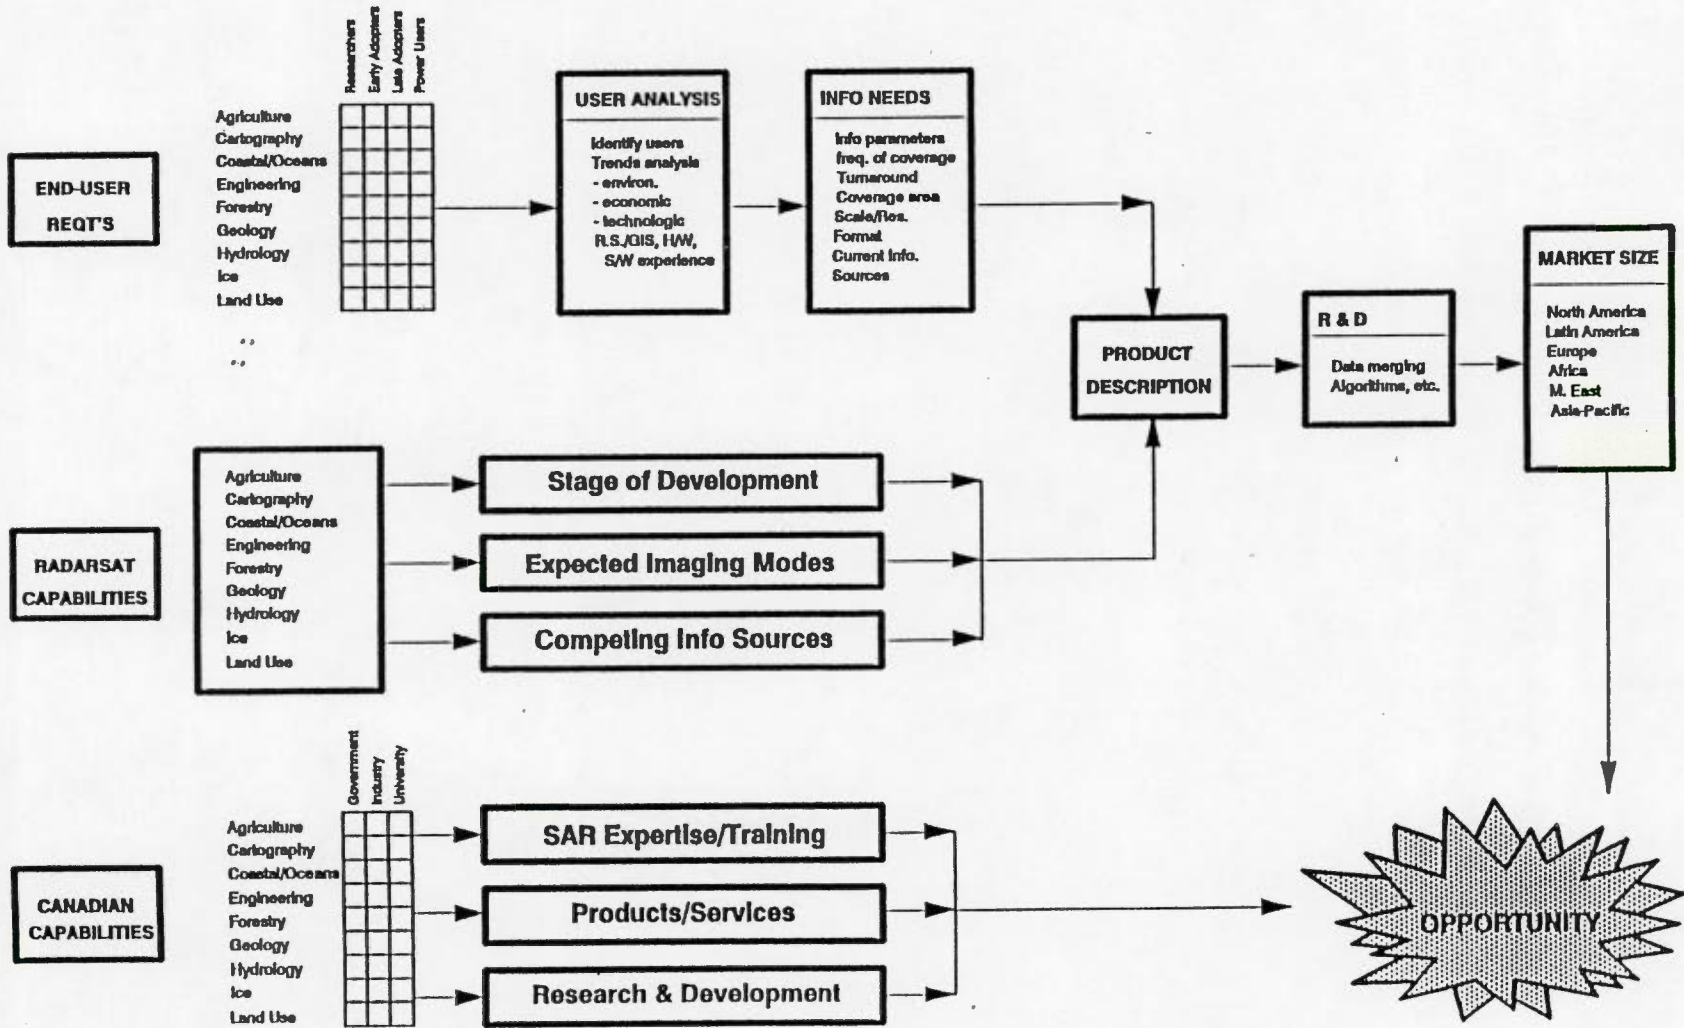 Researchers
Early Adopters
Late Adopters
Power Users
END-USER
REQT'S
Agriculture
Cartography
Coastal/Oceans
Engineering
Forestry
Geology
Hydrology
Ice
Land Use
USER ANALYSIS
Identify users
Trends analysis
- environ.
- economic
- technologic
R.S./GIS, H/W,
S/W experience
INFO NEEDS
Info parameters
freq. of coverage
Turnaround
Coverage area
Scale/Res.
Format
Current Info.
Sources
PRODUCT
DESCRIPTION
R & D
Data merging
Algorithms, etc.
MARKET SIZE
North America
Latin America
Europe
Africa
M. East
Asia-Pacific
RADARSAT
CAPABILITIES
Agriculture
Cartography
Coastal/Oceans
Engineering
Forestry
Geology
Hydrology
Ice
Land Use
Stage of Development
Expected Imaging Modes
Competing Info Sources
Government
Industry
University
CANADIAN
CAPABILITIES
Agriculture
Cartography
Coastal/Oceans
Engineering
Forestry
Geology
Hydrology
Ice
Land Use
SAR Expertise/Training
Products/Services
Research & Development
OPPORTUNITY